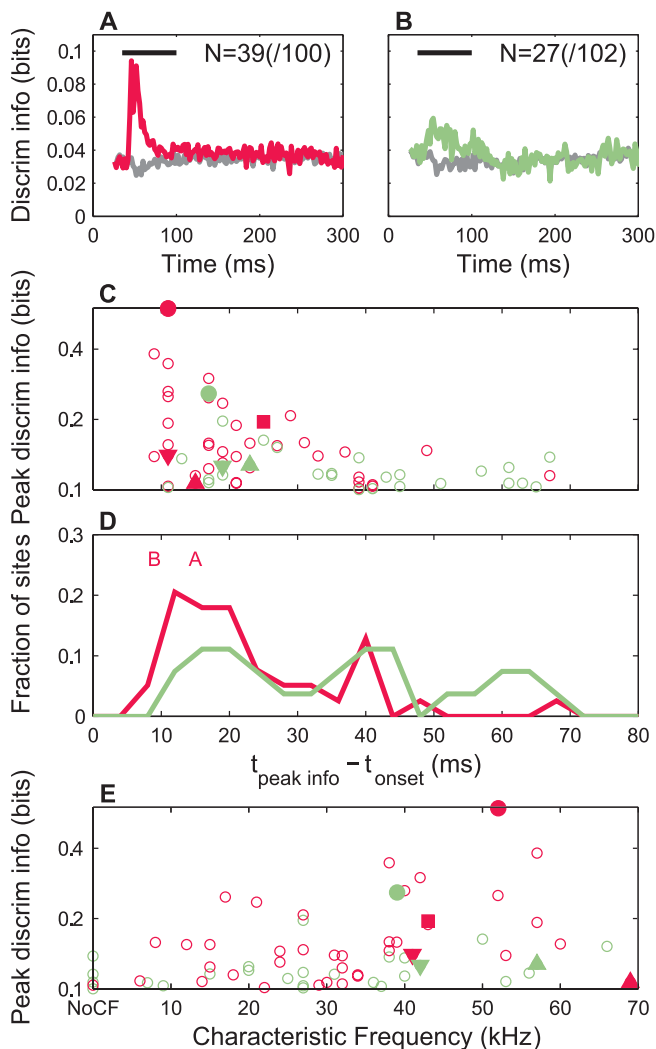 A
B
Discrim info (bits)
0.1
0.08
0.06
0.04
0.02
0
N=39(/100)
N=27(/102)
0 100 200 300
0 100 200 300
Time (ms)
Time (ms)
C
Peak discrim info (bits)
0.4
0.2
0.1
D
Fraction of sites
0.3
0.2
0.1
0
B A
0 10 20 30 40 50 60 70 80
t peak info − t onset (ms)
E
Peak discrim info (bits)
0.4
0.2
0.1
NoCF 10 20 30 40 50 60 70
Characteristic Frequency (kHz)